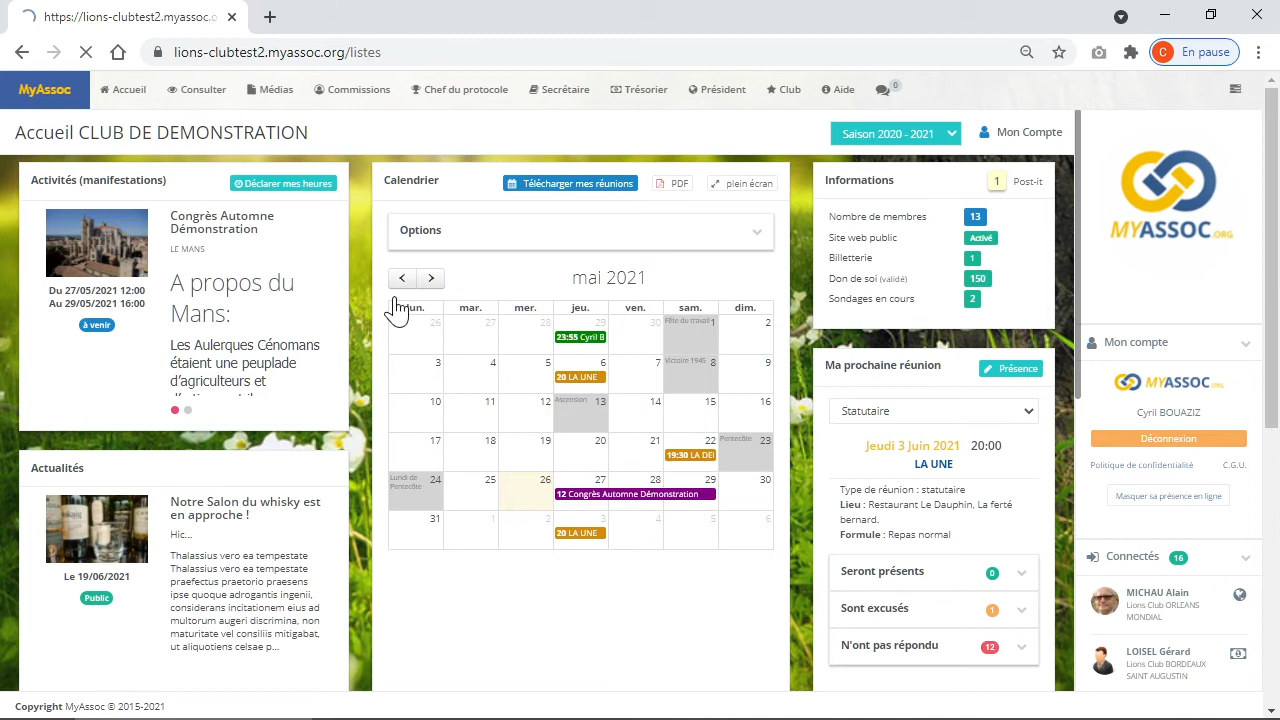 https://lions-clubtest2.myassoc.o
lions-clubtest2.myassoc.org/listes
C En pause
MyAssoc Accueil Consulter Médias Commissions Chef du protocole Secrétaire Trésorier Président Club Aide 0
Accueil CLUB DE DEMONSTRATION
Saison 2020 - 2021
Mon Compte
Activités (manifestations)
Déclarer mes heures
Congrès Automne
Démonstration
LE MANS
A propos du
Mans:
Les Aulerques Cénomans
étaient une peuplade
d'agriculteurs et
Du 27/05/2021 12:00
Au 29/05/2021 16:00
à venir
Actualités
Notre Salon du whisky est
en approche !
Hic...
Thalassius vero ea tempestate
Thalassius vero ea tempestate
praefectus praetorio praesens
ipse quoque adrogantis ingenii,
considerans incitationem eius ad
multorum augeri discrimina, non
maturitate vel consiliis mitigabat,
ut aliquotiens celsae p...
Le 19/06/2021
Public
Calendrier
Télécharger mes réunions
PDF
plein écran
Options
mai 2021
lun. mar. mer. jeu. ven. sam. dim.
26 27 28 29 30 Fête du travail 1 2
23:55 Cyril B
3 4 5 6 7 Victoire 1945 8 9
20 LA UNE
10 11 12 Ascension 13 14 15 16
17 18 19 20 21 22 Pentecôte 23
19:30 LA DEU
Lundi de Pentecôte 24 25 26 27 28 29 30
12 Congrès Automne Démonstration
31 1 2 3 4 5 6
20 LA UNE
Informations
1 Post-it
Nombre de membres 13
Site web public Activé
Billetterie 1
Don de soi (validé) 150
Sondages en cours 2
Ma prochaine réunion
Présence
Statutaire
Jeudi 3 Juin 2021 20:00
LA UNE
Type de réunion : statutaire
Lieu : Restaurant Le Dauphin, La ferté
bernard.
Formule : Repas normal
Seront présents 0
Sont excusés 1
N'ont pas répondu 12
MYASSOC.ORG
Mon compte
MYASSOC.ORG
Cyril BOUAZIZ
Déconnexion
Politique de confidentialité C.G.U.
Masquer sa présence en ligne
Connectés 16
MICHAU Alain
Lions Club ORLEANS
MONDIAL
LOISEL Gérard
Lions Club BORDEAUX
SAINT AUGUSTIN
Copyright MyAssoc © 2015-2021